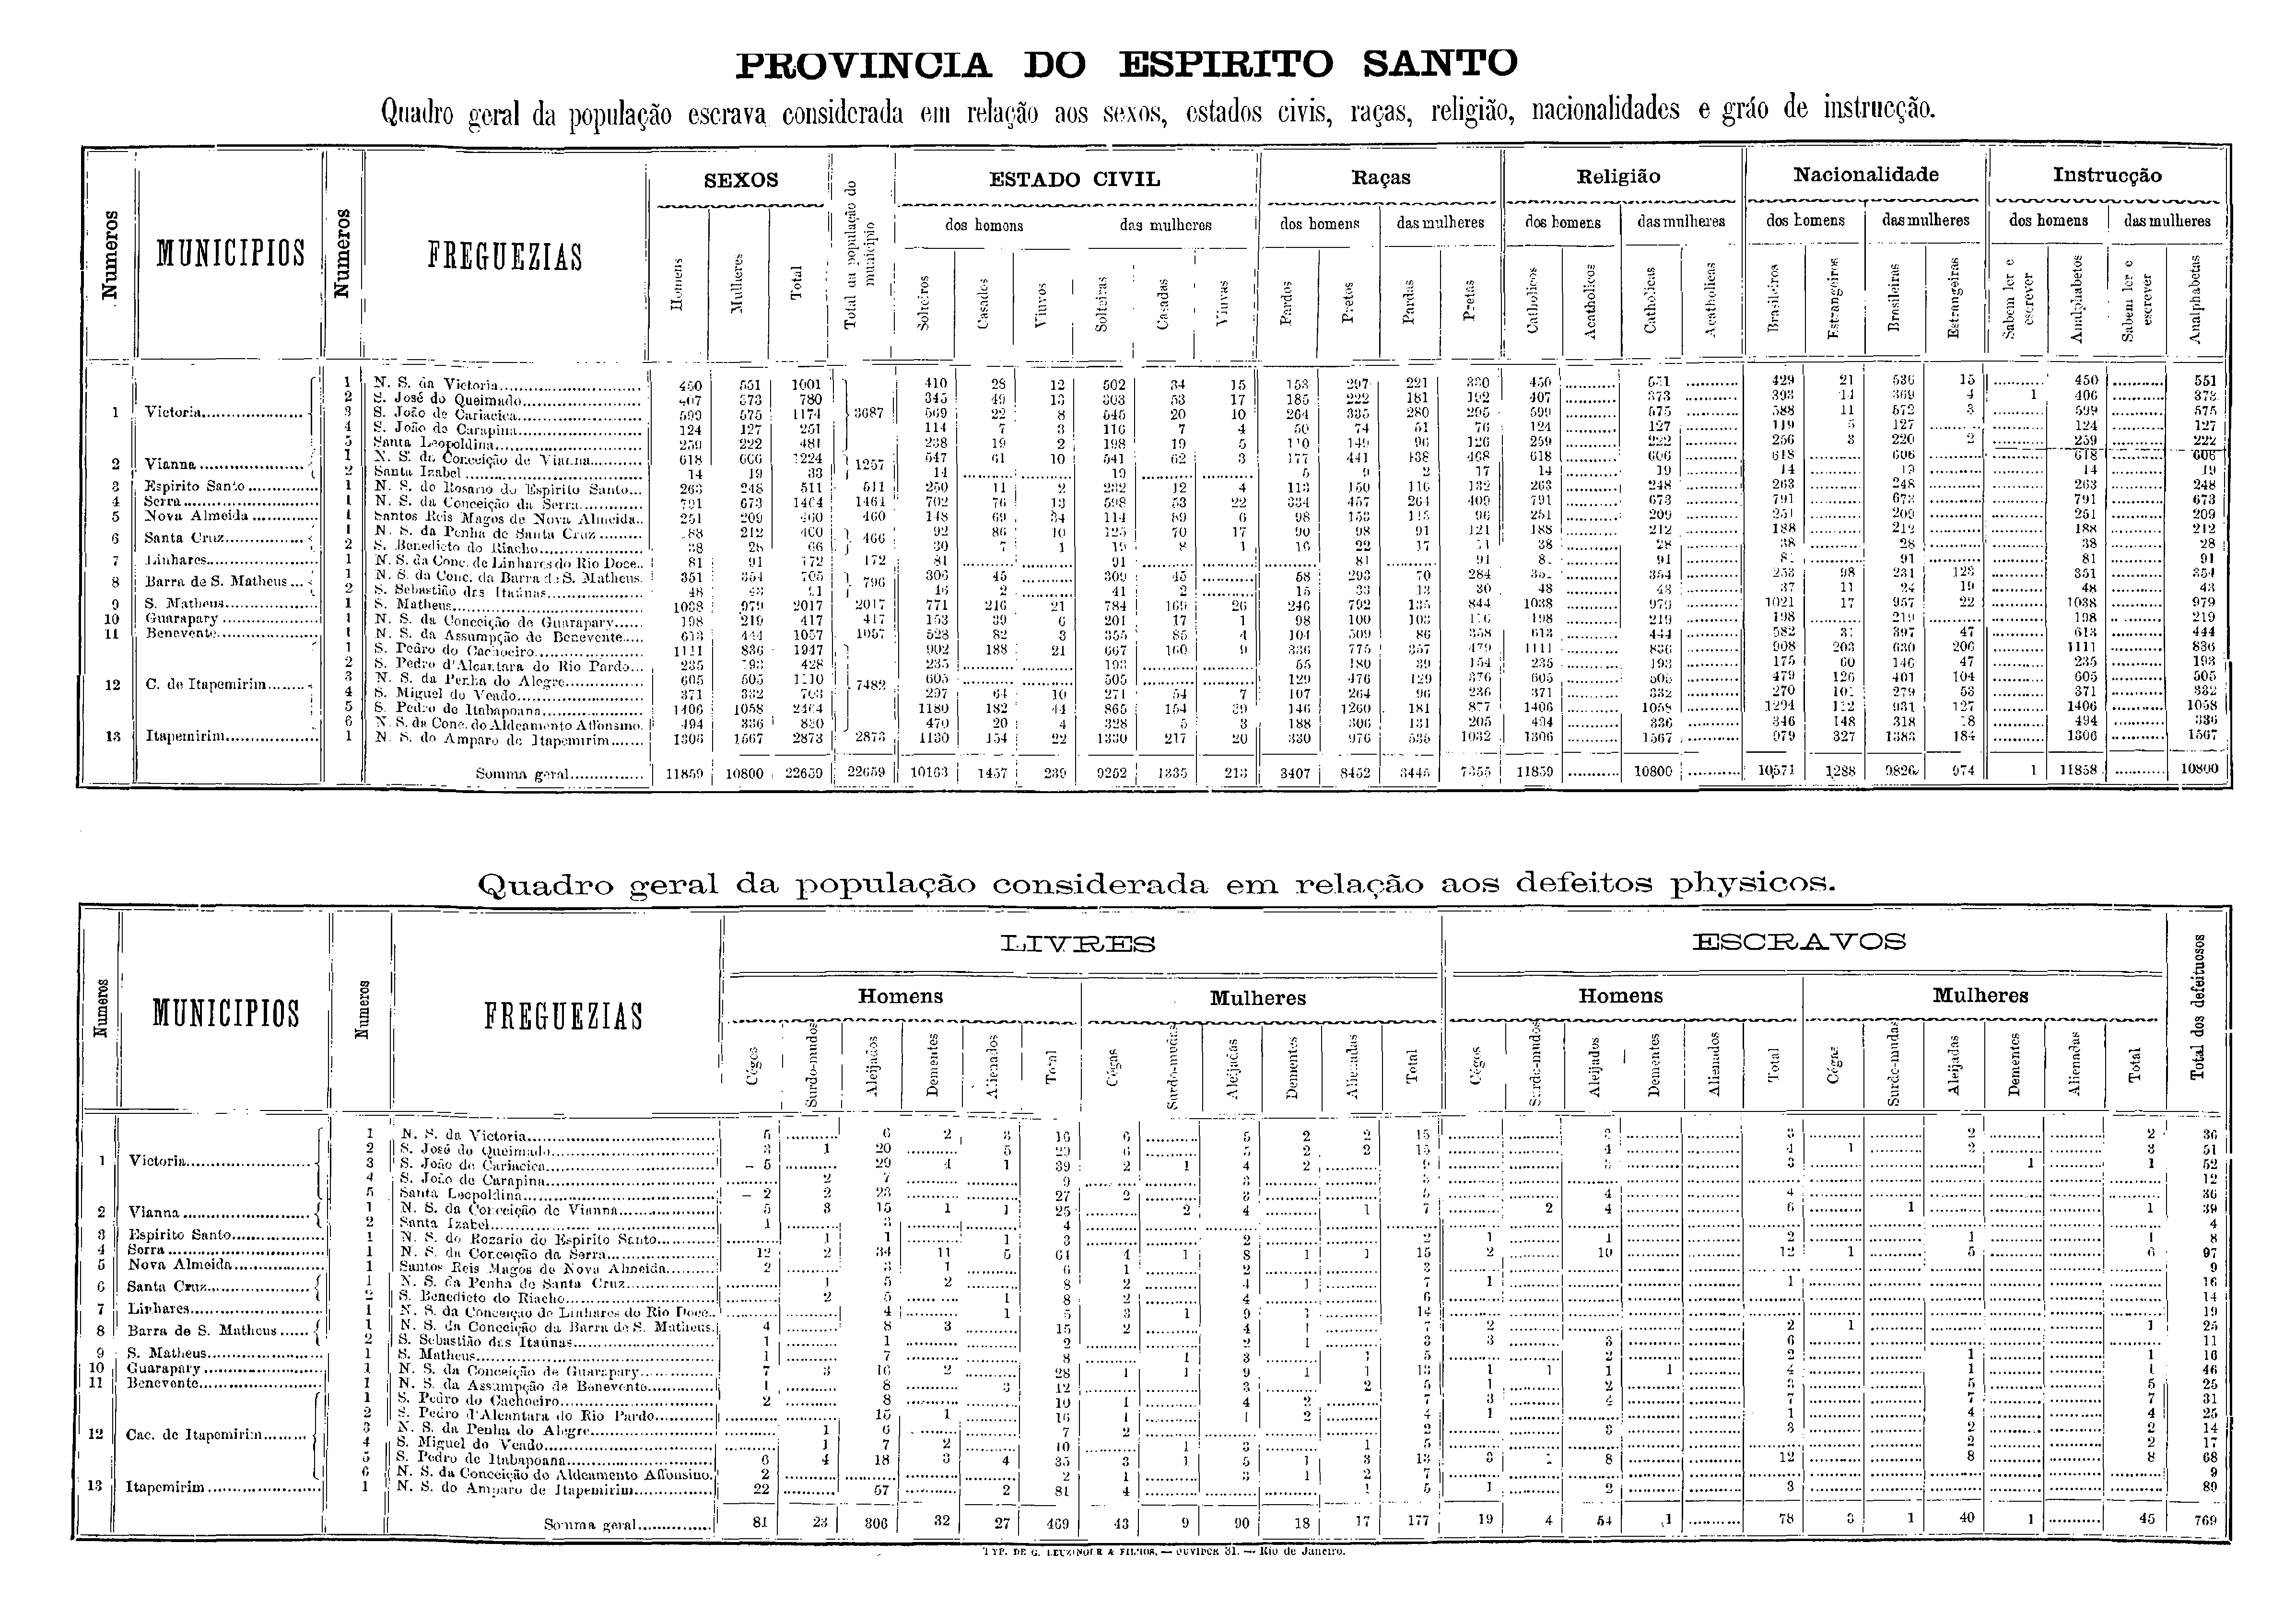 PROVINCIA DO ESPIRITO SANTO
Quadro geral da população escrava considerada em relação aos sexos, estados civis, raças, religião, nacionalidades e gráo de instrucção.
Numeros MUNICIPIOS Numeros FREGUEZIAS SEXOS Total da população do municipio ESTADO CIVIL Raças Religião Nacionalidade Instrucção
dos homens das mulheres dos homens das mulheres dos homens das mulheres dos homens das mulheres dos homens das mulheres
Homens Mulheres Total Solteiros Casados Viuvos Solteiras Casadas Viuvas Pardos Pretos Pardas Pretas Catholicos Acatholicos Catholicas Acatholicas Brasileiros Estrangeiros Brasileiras Estrangeiras Sabem ler e escrever Analphabetos Sabem ler e escrever Analphabetas
1 Victoria 3687
1 N. S. da Victoria 450 551 1001 410 28 12 502 34 15 153 297 221 330 450 551 429 21 536 15 450 551
2 S. José do Queimado 407 373 780 345 49 13 303 53 17 185 222 181 192 407 373 393 14 369 4 1 406 373
3 S. João de Cariacica 599 575 1174 569 22 8 545 20 10 264 335 280 295 599 575 588 11 572 3 599 575
4 S. João de Carapina 124 127 251 114 7 3 116 7 4 50 74 51 76 124 127 119 5 127 124 127
5 Santa Leopoldina 259 222 481 238 19 2 198 19 5 110 149 96 126 259 222 256 3 220 2 259 222
2 Vianna 1257
1 N. S. da Conceição de Vianna 618 606 1224 547 61 10 541 62 3 177 441 138 468 618 606 618 606 618 606
2 Santa Izabel 14 19 33 14 19 5 9 2 17 14 19 14 19 14 19
3 Espirito Santo 1 N. S. do Rosario do Espirito Santo 263 248 511 511 250 11 2 232 12 4 113 150 116 132 263 248 263 248 263 248
4 Serra 1 N. S. da Conceição da Serra 791 673 1464 1464 702 76 13 598 53 22 334 457 264 409 791 673 791 673 791 673
5 Nova Almeida 1 Santos Reis Magos de Nova Almeida 251 209 460 460 148 69 34 114 89 6 98 153 113 96 251 209 251 209 251 209
6 Santa Cruz 466
1 N. S. da Penha de Santa Cruz 188 212 400 92 86 10 125 70 17 90 98 91 121 188 212 188 212 188 212
2 S. Benedicto do Riacho 38 28 66 30 7 1 19 8 1 16 22 17 11 38 28 38 28 38 28
7 Linhares 1 N. S. da Conc. de Linhares do Rio Doce 81 91 172 172 81 91 81 91 81 91 81 91 81 91
8 Barra de S. Matheus 796
1 N. S. da Conc. da Barra de S. Matheus 351 354 705 306 45 309 45 58 293 70 284 351 354 253 98 231 123 351 354
2 S. Sebastião das Itaúnas 48 43 91 46 2 41 2 15 33 13 30 48 43 37 11 24 19 48 43
9 S. Matheus 1 S. Matheus 1038 979 2017 2017 771 216 21 784 169 26 246 792 135 844 1038 979 1021 17 957 22 1038 979
10 Guarapary 1 N. S. da Conceição de Guarapary 198 219 417 417 153 39 6 201 17 1 98 100 103 116 198 219 198 219 198 219
11 Benevente 1 N. S. da Assumpção de Benevente 613 444 1057 1057 528 82 3 355 85 4 104 509 86 358 613 444 582 31 397 47 613 444
12 C. de Itapemirim 7482
1 S. Pedro do Cachoeiro 1111 836 1947 902 188 21 667 160 9 336 775 357 479 1111 836 908 203 630 206 1111 836
2 S. Pedro d'Alcantara do Rio Pardo 235 193 428 235 193 55 180 39 154 235 193 175 60 146 47 235 193
3 N. S. da Penha do Alegre 605 505 1110 605 505 129 476 129 376 605 505 479 126 401 104 605 505
4 S. Miguel do Veado 371 332 703 297 64 10 271 54 7 107 264 96 236 371 332 270 101 279 53 371 332
5 S. Pedro de Itabapoana 1406 1058 2464 1180 182 44 865 154 39 146 1260 181 877 1406 1058 1294 112 931 127 1406 1058
6 N. S. da Conc. do Aldeamento Affonsino 494 336 830 470 20 4 328 5 3 188 306 131 205 494 336 346 148 318 18 494 336
13 Itapemirim 1 N. S. do Amparo de Itapemirim 1306 1567 2873 2873 1130 154 22 1330 217 20 330 976 535 1032 1306 1567 979 327 1383 184 1306 1567
Somma geral 11859 10800 22659 22659 10163 1457 239 9252 1335 213 3407 8452 3445 7355 11859 10800 10571 1288 9826 974 1 11858 10800
Quadro geral da população considerada em relação aos defeitos physicos.
Numeros MUNICIPIOS Numeros FREGUEZIAS LIVRES ESCRAVOS Total dos defeituosos
Homens Mulheres Homens Mulheres
Cégos Surdo-mudos Aleijados Dementes Alienados Total Cégas Surdo-mudas Aleijadas Dementes Alienadas Total Cégos Surdo-mudos Aleijados Dementes Alienados Total Cégas Surdo-mudas Aleijadas Dementes Alienadas Total
1 Victoria
1 N. S. da Victoria 5 6 2 3 16 6 5 2 2 15 3 3 2 2 36
2 S. José do Queimado 3 1 20 5 29 6 5 2 2 15 4 4 1 2 3 51
3 S. João de Cariacica 5 29 4 1 39 2 1 4 2 9 3 3 1 1 52
4 S. João de Carapina 2 7 9 3 3 12
5 Santa Leopoldina 2 2 23 27 2 3 5 4 4 36
2 Vianna
1 N. S. da Conceição de Vianna 5 3 15 1 1 25 2 4 1 7 2 4 6 1 1 39
2 Santa Izabel 1 3 4 4
3 Espirito Santo 1 N. S. do Rozario do Espirito Santo 1 1 1 3 2 2 1 1 2 1 1 8
4 Serra 1 N. S. da Conceição da Serra 12 2 34 11 5 64 4 1 8 1 1 15 2 10 12 1 5 6 97
5 Nova Almeida 1 Santos Reis Magos de Nova Almeida 2 3 1 6 1 2 3 9
6 Santa Cruz
1 N. S. da Penha de Santa Cruz 1 5 2 8 2 4 1 7 1 1 16
2 S. Benedicto do Riacho 2 5 1 8 2 4 6 14
7 Linhares 1 N. S. da Conceição de Linhares do Rio Doce 4 1 5 3 1 9 1 14 19
8 Barra de S. Matheus
1 N. S. da Conceição da Barra de S. Matheus 4 8 3 15 2 4 1 7 2 2 1 1 25
2 S. Sebastião das Itaúnas 1 1 2 2 1 3 3 3 6 11
9 S. Matheus 1 S. Matheus 1 7 8 1 3 1 5 2 2 1 1 16
10 Guarapary 1 N. S. da Conceição de Guarapary 7 3 16 2 28 1 1 9 1 1 13 1 1 1 1 4 1 1 46
11 Benevente 1 N. S. da Assumpção de Benevente 1 8 3 12 3 2 5 1 2 3 5 5 25
12 Cac. de Itapemirim
1 S. Pedro do Cachoeiro 2 8 10 1 4 2 7 3 4 7 7 7 31
2 S. Pedro d'Alcantara do Rio Pardo 15 1 16 1 1 2 4 1 1 4 4 25
3 N. S. da Penha do Alegre 1 6 7 2 2 3 3 2 2 14
4 S. Miguel do Veado 1 7 2 10 1 3 1 5 2 2 17
5 S. Pedro de Itabapoana 6 4 18 3 4 35 3 1 5 1 3 13 3 1 8 12 8 8 68
6 N. S. da Conceição do Aldeamento Affonsino 2 2 1 3 1 2 7 9
13 Itapemirim 1 N. S. do Amparo de Itapemirim 22 57 2 81 4 1 5 1 2 3 89
Somma geral 81 23 306 32 27 469 43 9 90 18 17 177 19 4 54 1 78 3 1 40 1 45 769
TYP. DE G. LEUZINGER & FILHOS, — OUVIDOR 31. — Rio de Janeiro.